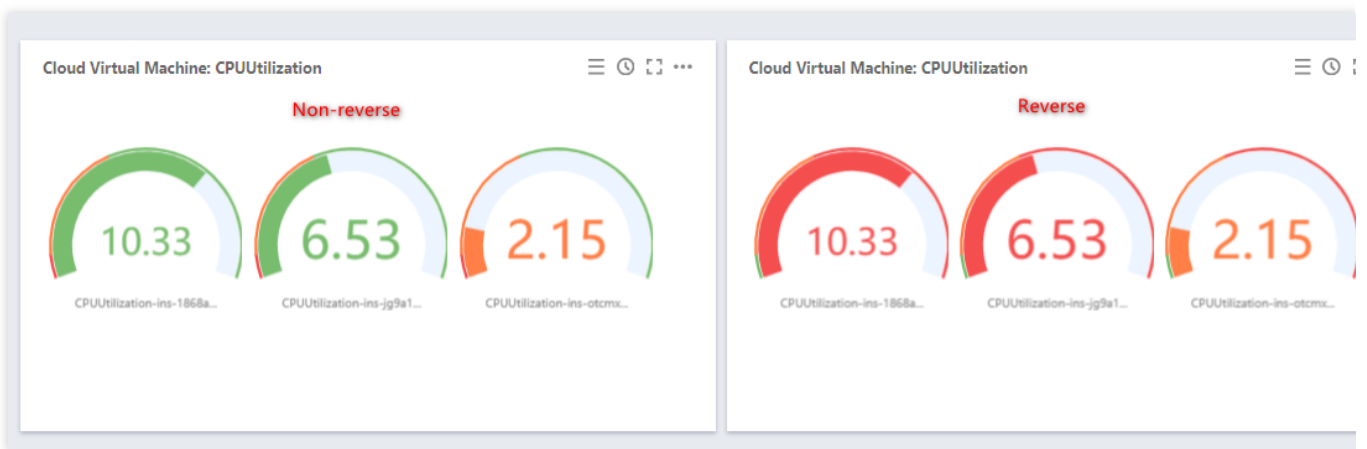 Cloud Virtual Machine: CPUUtilization
Non-reverse
10.33
6.53
2.15
CPUUtilization-ins-1868a...
CPUUtilization-ins-jg9a1...
CPUUtilization-ins-otcmx...
Cloud Virtual Machine: CPUUtilization
Reverse
10.33
6.53
2.15
CPUUtilization-ins-1868a...
CPUUtilization-ins-jg9a1...
CPUUtilization-ins-otcmx...